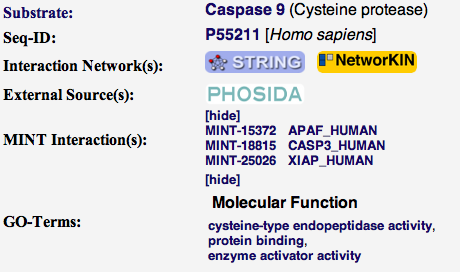 Substrate: Caspase 9 (Cysteine protease)
Seq-ID: P55211 [Homo sapiens]
Interaction Network(s): STRING NetworKIN
External Source(s): PHOSIDA
[hide]
MINT-15372 APAF_HUMAN
MINT Interaction(s): MINT-18815 CASP3_HUMAN
MINT-25026 XIAP_HUMAN
[hide]
Molecular Function
GO-Terms: cysteine-type endopeptidase activity,
protein binding,
enzyme activator activity